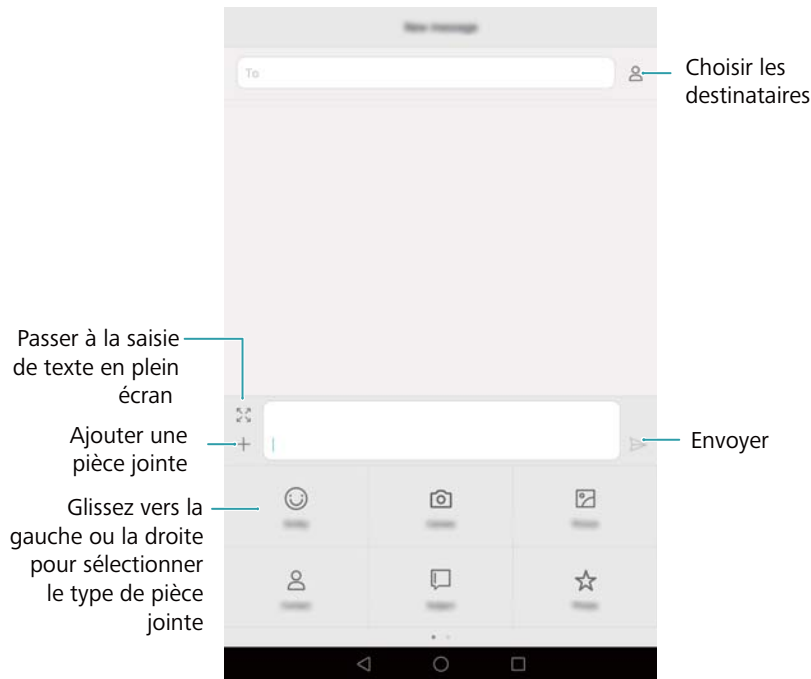 To
Choisir les
destinataires
Passer à la saisie
de texte en plein
écran
Ajouter une
pièce jointe
Envoyer
Glissez vers la
gauche ou la droite
pour sélectionner
le type de pièce
jointe